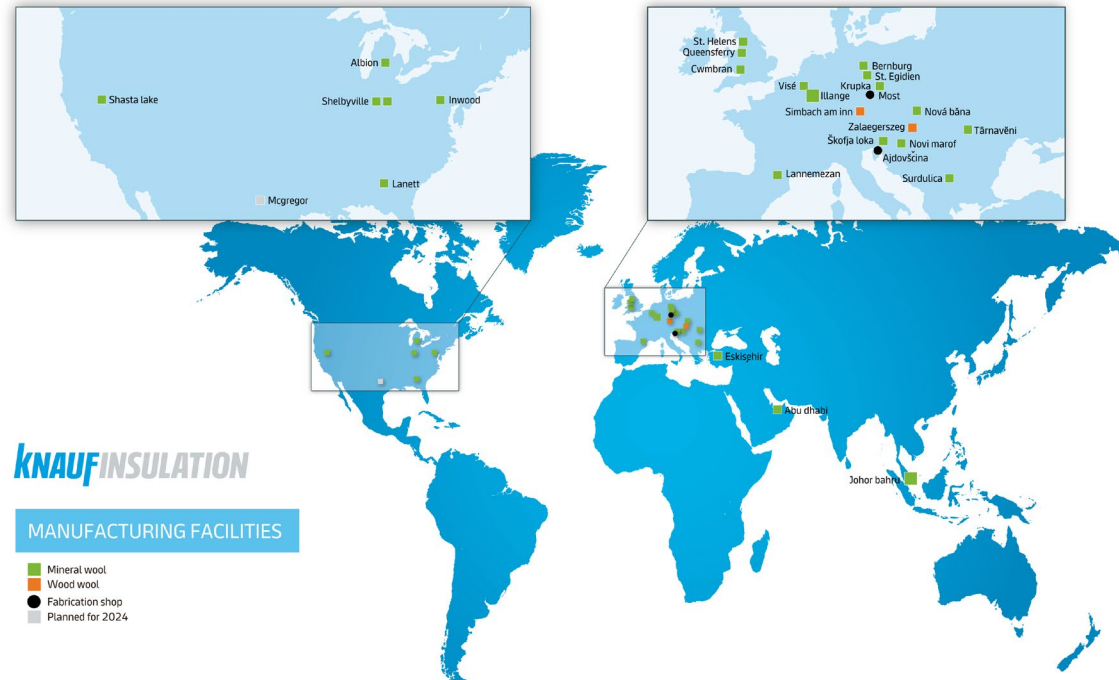 Albion
Shasta lake
Shelbyville
Inwood
Lanett
Mcgregor
St. Helens
Queensferry
Cwmbran
Bernburg
St. Egidien
Visé
Krupka
Illange
Most
Simbach am inn
Nová bâna
Zalaegerszeg
Târnavêni
Škofja loka
Novi marof
Ajdovščina
Lannemezan
Surdulica
Eskisehir
Abu dhabi
Johor bahru
KNAUFINSULATION
MANUFACTURING FACILITIES
Mineral wool
Wood wool
Fabrication shop
Planned for 2024